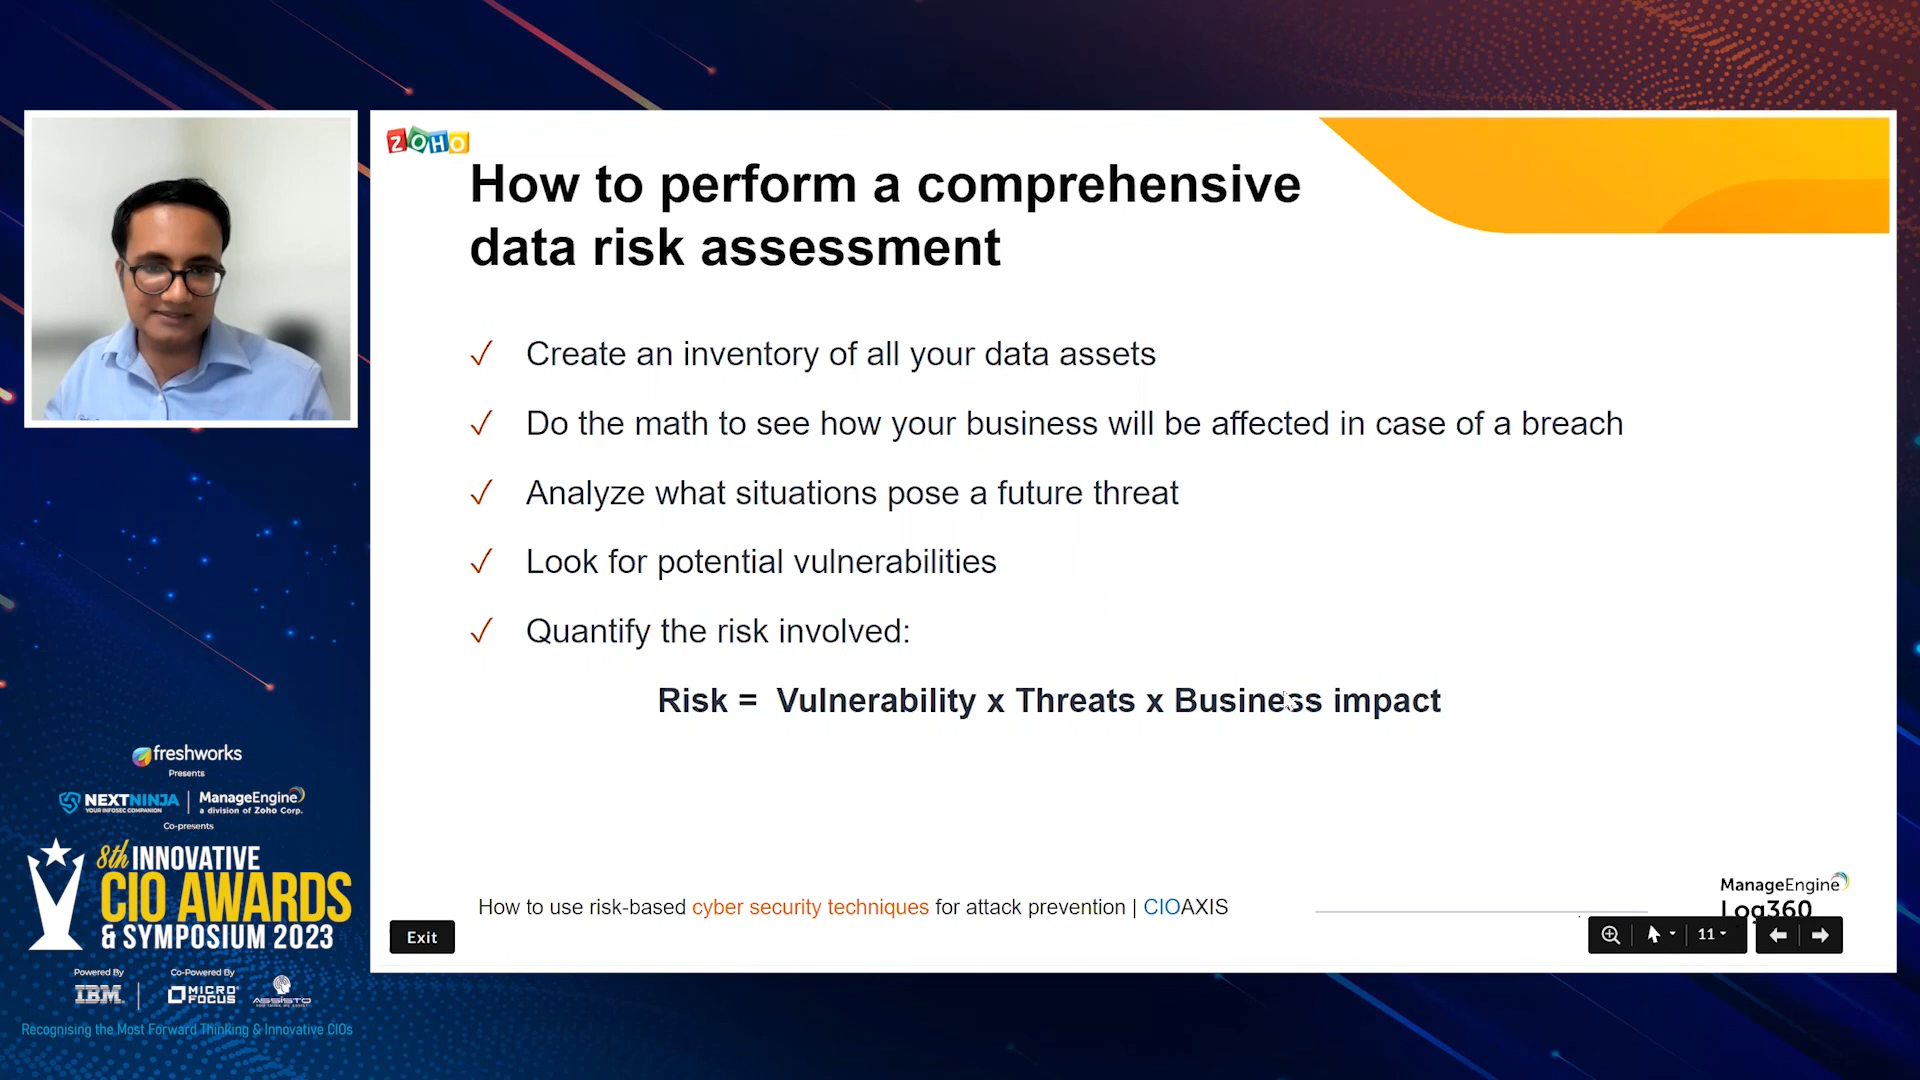 ZOHO
How to perform a comprehensive
data risk assessment
✓ Create an inventory of all your data assets
✓ Do the math to see how your business will be affected in case of a breach
✓ Analyze what situations pose a future threat
✓ Look for potential vulnerabilities
✓ Quantify the risk involved:
Risk = Vulnerability x Threats x Business impact
How to use risk-based cyber security techniques for attack prevention | CIOAXIS
ManageEngine
Log360
Exit
11
freshworks
Presents
NEXTNINJA
YOUR INFOSEC COMPANION
ManageEngine
a division of Zoho Corp.
Co-presents
8th INNOVATIVE
CIO AWARDS
& SYMPOSIUM 2023
Powered By
IBM
Co-Powered By
MICRO
FOCUS
ASSISTO
Recognising the Most Forward Thinking & Innovative CIOs